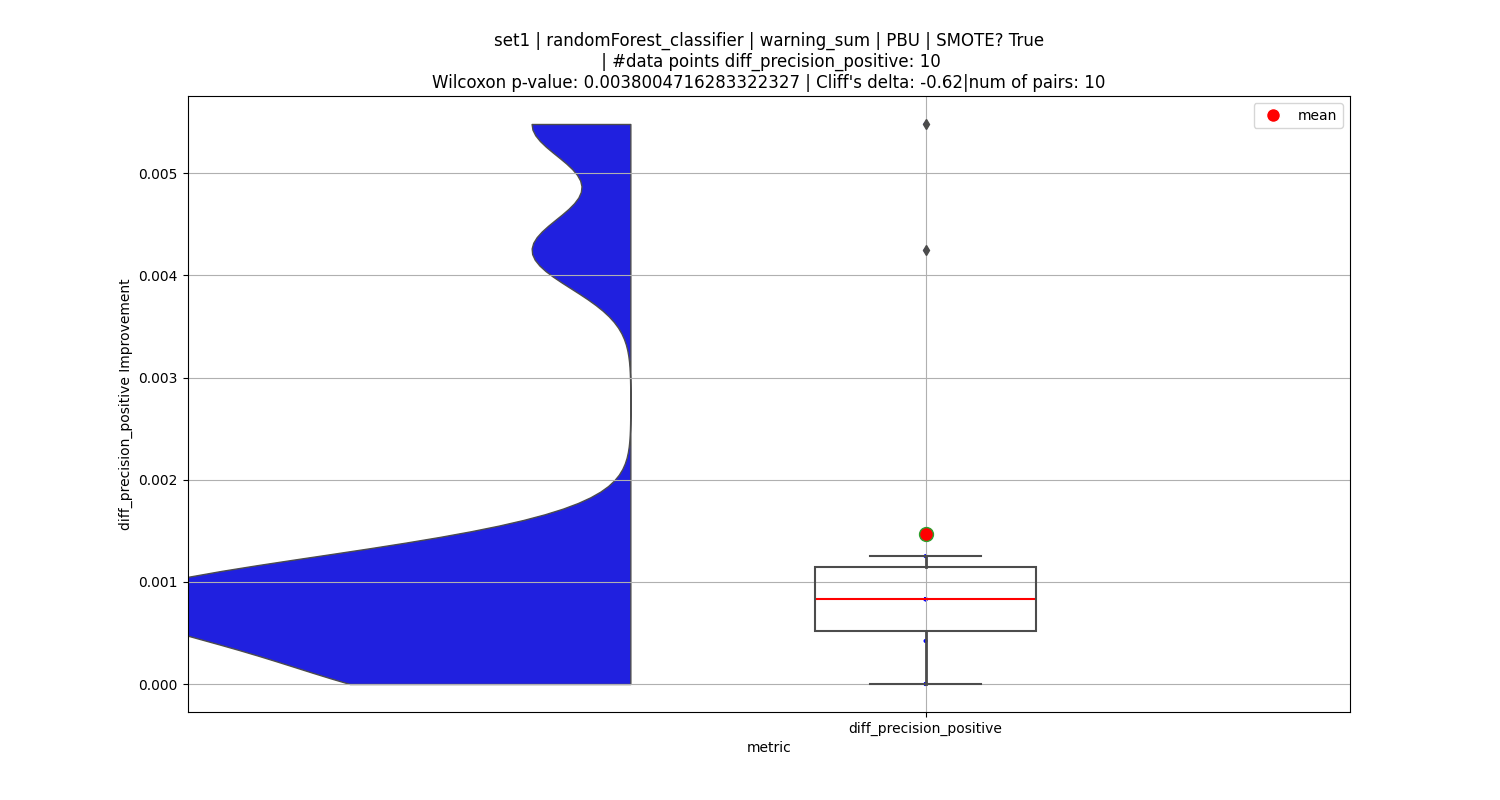 set1 | randomForest_classifier | warning_sum | PBU | SMOTE? True
| #data points diff_precision_positive: 10
Wilcoxon p-value: 0.0038004716283322327 | Cliff's delta: -0.62|num of pairs: 10
mean
diff_precision_positive Improvement
0.005
0.004
0.003
0.002
0.001
0.000
diff_precision_positive
metric